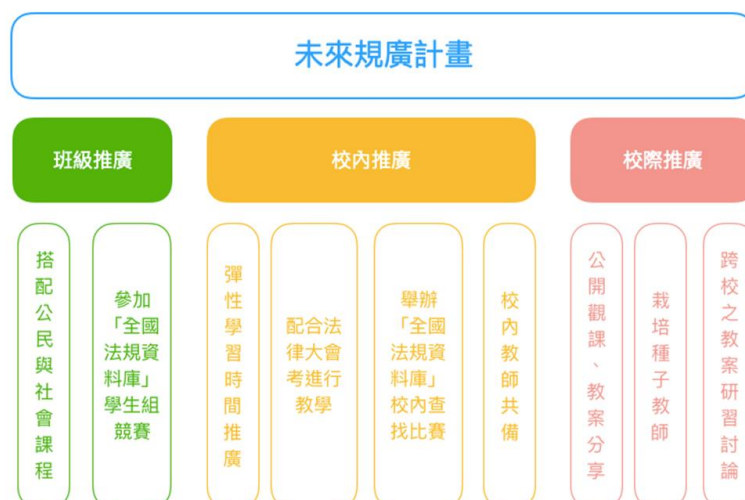 未來規廣計畫
班級推廣
校內推廣
校際推廣
搭配公民與社會課程
參加
「全國
法規資
料庫」
學生組
競賽
彈性學習時間推廣
配合法
律大會
考進行
教學
舉辦
「全國
法規資
料庫」
校內查
找比賽
校內教師共備
公開觀課、教案分享
栽培種子教師
跨校之教案研習討論